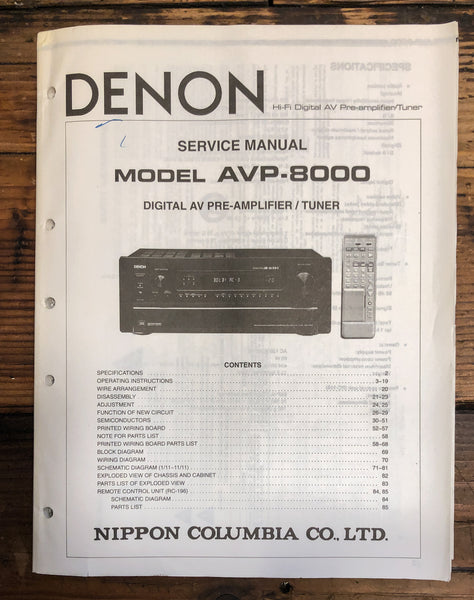 DENON
Hi-Fi Digital AV Pre-amplifier/Tuner
SERVICE MANUAL
MODEL AVP-8000
DIGITAL AV PRE-AMPLIFIER / TUNER
DENON
CONTENTS
SPECIFICATIONS 2
OPERATING INSTRUCTIONS 3~19
WIRE ARRANGEMENT 20
DISASSEMBLY 21~23
ADJUSTMENT 24, 25
FUNCTION OF NEW CIRCUIT 26~29
SEMICONDUCTORS 30~51
PRINTED WIRING BOARD 52~57
NOTE FOR PARTS LIST 58
PRINTED WIRING BOARD PARTS LIST 58~68
BLOCK DIAGRAM 69
WIRING DIAGRAM 70
SCHEMATIC DIAGRAM (1/11~11/11) 71~81
EXPLODED VIEW OF CHASSIS AND CABINET 82
PARTS LIST OF EXPLODED VIEW 83
REMOTE CONTROL UNIT (RC-196) 84, 85
SCHEMATIC DIAGRAM 84
PARTS LIST 85
NIPPON COLUMBIA CO., LTD.